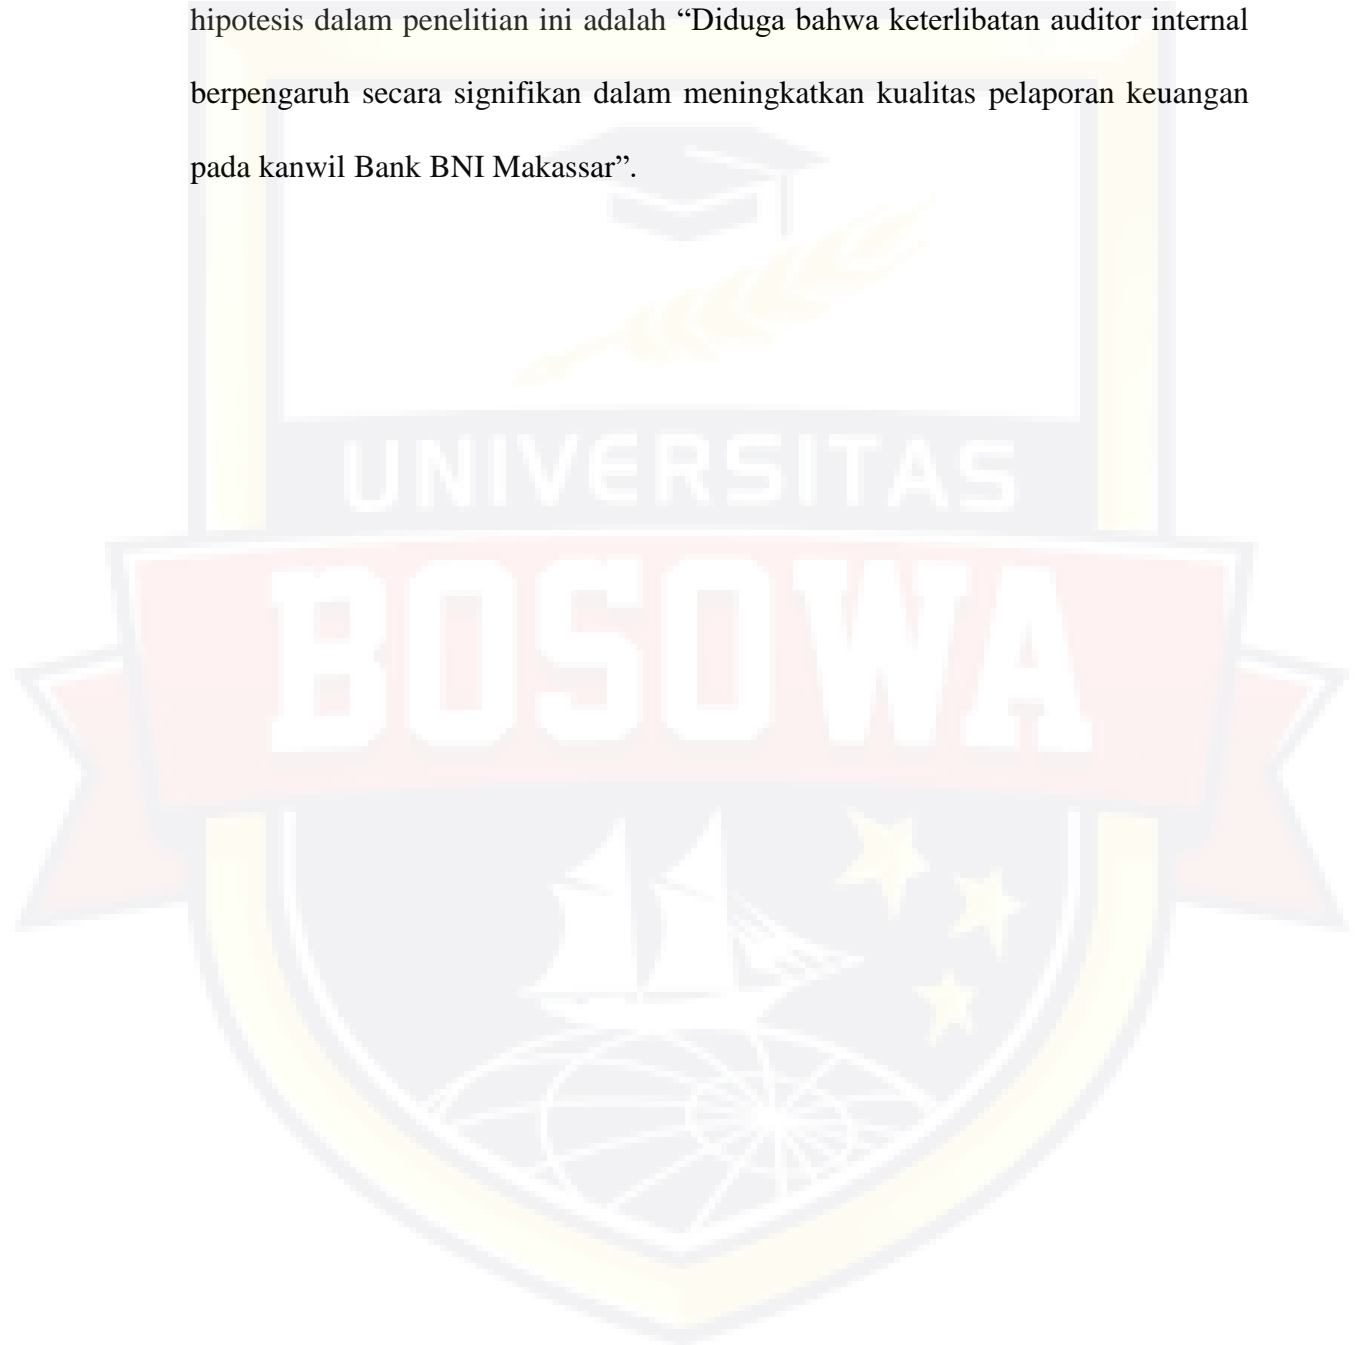 hipotesis dalam penelitian ini adalah “Diduga bahwa keterlibatan auditor internal
berpengaruh secara signifikan dalam meningkatkan kualitas pelaporan keuangan
pada kanwil Bank BNI Makassar”.
UNIVERSITAS
BOSOWA